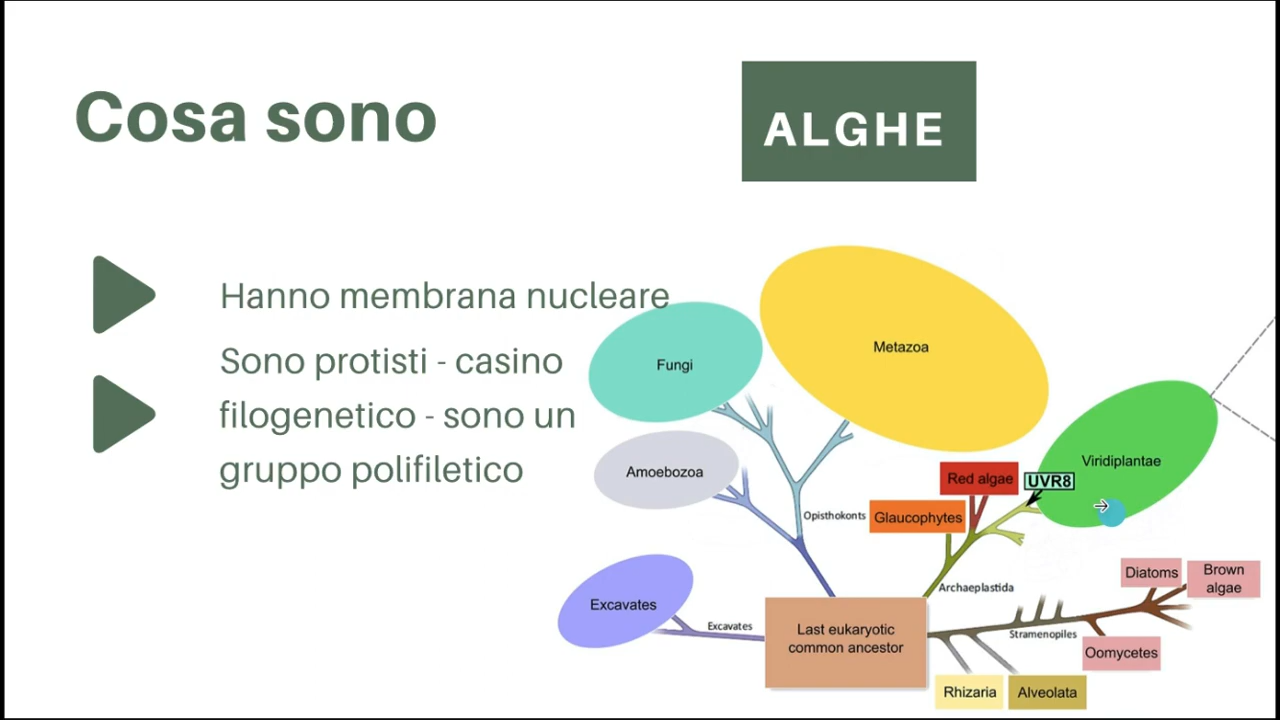 Cosa sono
ALGHE
Hanno membrana nucleare
Sono protisti - casino
filogenetico - sono un
gruppo polifiletico
Metazoa
Fungi
Viridiplantae
Amoebozoa
Red algae
UVR8
Opisthokonts
Glaucophytes
Diatoms
Brown
algae
Archaeplastida
Excavates
Excavates
Last eukaryotic
common ancestor
Stramenopiles
Oomycetes
Rhizaria
Alveolata